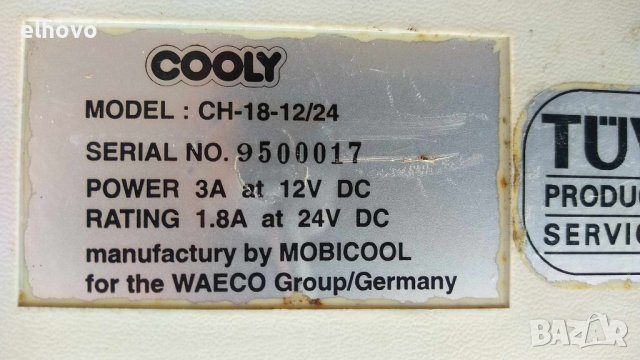 elhovo
COOLY
MODEL : CH-18-12/24
SERIAL NO. 9500017
POWER 3A at 12V DC
RATING 1.8A at 24V DC
manufactury by MOBICOOL
for the WAECO Group/Germany
TÜV
PRODUC
SERVIC
BAZAR
bg